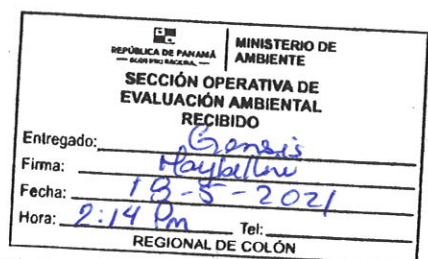 REPÚBLICA DE PANAMÁ
MINISTERIO DE
AMBIENTE
SECCIÓN OPERATIVA DE
EVALUACIÓN AMBIENTAL
RECIBIDO
Entregado: Gensis
Firma: Maybelline
Fecha: 18-5-2021
Hora: 2:14 Pm Tel:
REGIONAL DE COLÓN